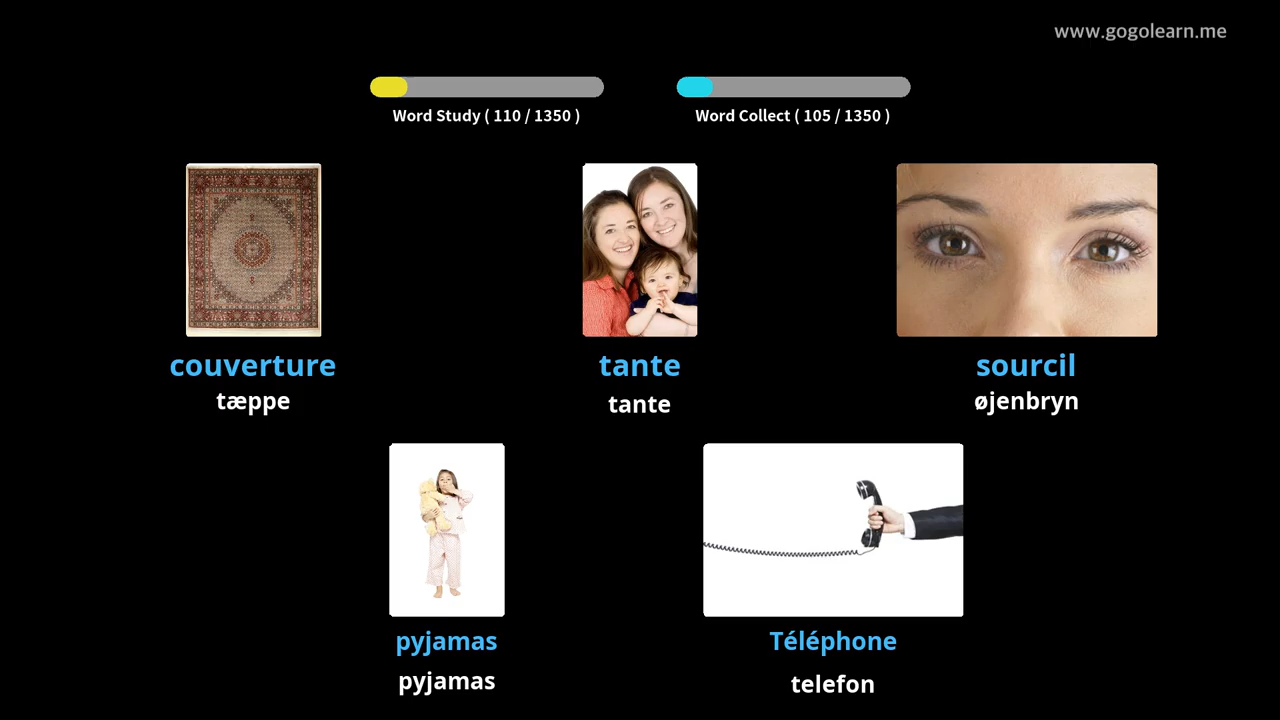 www.gogolearn.me
Word Study ( 110 / 1350 )
Word Collect ( 105 / 1350 )
couverture
tæppe
tante
tante
sourcil
øjenbryn
pyjamas
pyjamas
Téléphone
telefon